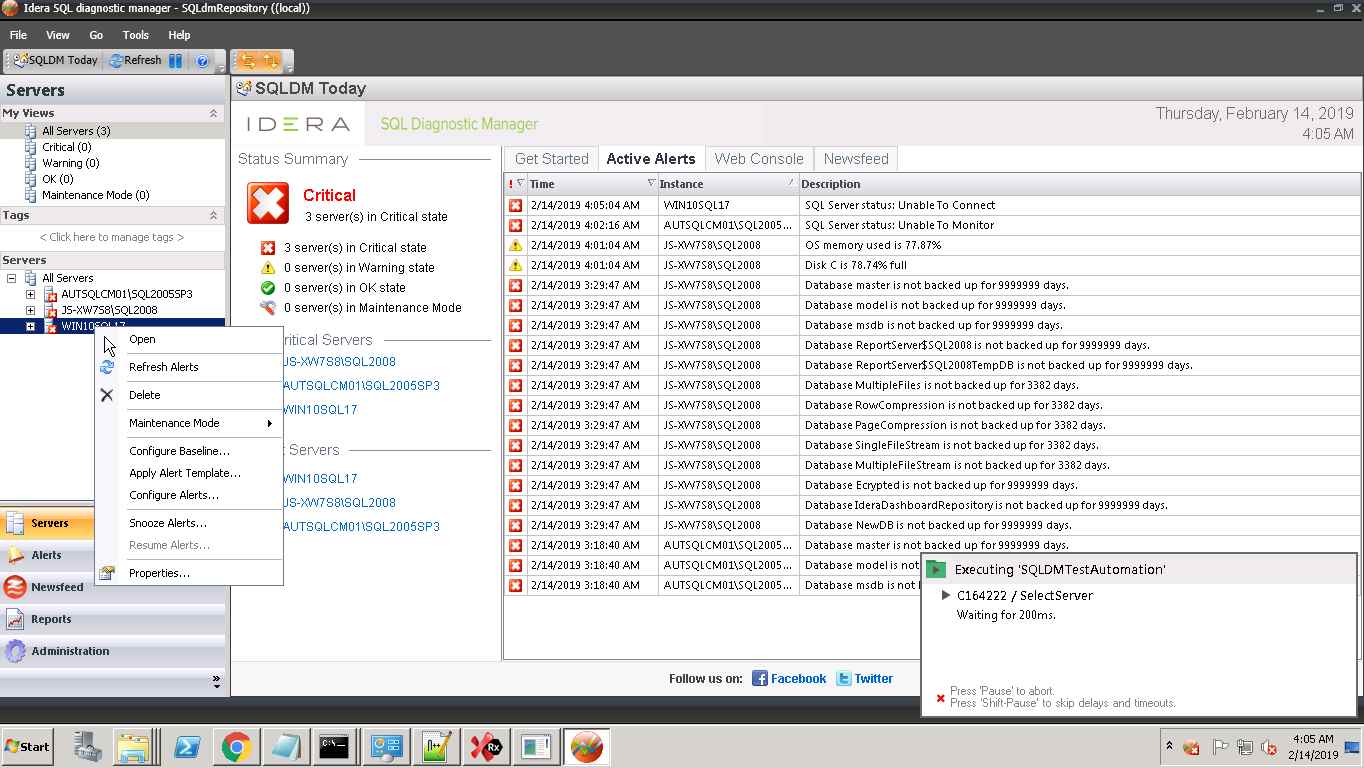 Idera SQL diagnostic manager - SQLdmRepository ((local))
File View Go Tools Help
SQLDM Today Refresh
Servers
My Views
All Servers (3)
Critical (0)
Warning (0)
OK (0)
Maintenance Mode (0)
Tags
< Click here to manage tags >
Servers
All Servers
AUTSQLCM01\SQL2005SP3
JS-XW7S8\SQL2008
WIN10SQL17
Open
Refresh Alerts
Delete
Maintenance Mode
Configure Baseline...
Apply Alert Template...
Configure Alerts...
Snooze Alerts...
Resume Alerts...
Properties...
Servers
Alerts
Newsfeed
Reports
Administration
SQLDM Today
IDERA SQL Diagnostic Manager
Thursday, February 14, 2019
4:05 AM
Status Summary
Critical
3 server(s) in Critical state
3 server(s) in Critical state
0 server(s) in Warning state
0 server(s) in OK state
0 server(s) in Maintenance Mode
ritical Servers
JS-XW7S8\SQL2008
AUTSQLCM01\SQL2005SP3
WIN10SQL17
Servers
WIN10SQL17
JS-XW7S8\SQL2008
AUTSQLCM01\SQL2005SP3
Get Started Active Alerts Web Console Newsfeed
! Time Instance Description
2/14/2019 4:05:04 AM WIN10SQL17 SQL Server status: Unable To Connect
2/14/2019 4:02:16 AM AUTSQLCM01\SQL2005... SQL Server status: Unable To Monitor
2/14/2019 4:01:04 AM JS-XW7S8\SQL2008 OS memory used is 77.87%
2/14/2019 4:01:04 AM JS-XW7S8\SQL2008 Disk C is 78.74% full
2/14/2019 3:29:47 AM JS-XW7S8\SQL2008 Database master is not backed up for 9999999 days.
2/14/2019 3:29:47 AM JS-XW7S8\SQL2008 Database model is not backed up for 9999999 days.
2/14/2019 3:29:47 AM JS-XW7S8\SQL2008 Database msdb is not backed up for 9999999 days.
2/14/2019 3:29:47 AM JS-XW7S8\SQL2008 Database ReportServer$SQL2008 is not backed up for 9999999 days.
2/14/2019 3:29:47 AM JS-XW7S8\SQL2008 Database ReportServer$SQL2008TempDB is not backed up for 9999999 days.
2/14/2019 3:29:47 AM JS-XW7S8\SQL2008 Database MultipleFiles is not backed up for 3382 days.
2/14/2019 3:29:47 AM JS-XW7S8\SQL2008 Database RowCompression is not backed up for 3382 days.
2/14/2019 3:29:47 AM JS-XW7S8\SQL2008 Database PageCompression is not backed up for 3382 days.
2/14/2019 3:29:47 AM JS-XW7S8\SQL2008 Database SingleFileStream is not backed up for 3382 days.
2/14/2019 3:29:47 AM JS-XW7S8\SQL2008 Database MultipleFileStream is not backed up for 3382 days.
2/14/2019 3:29:47 AM JS-XW7S8\SQL2008 Database Ecrypted is not backed up for 9999999 days.
2/14/2019 3:29:47 AM JS-XW7S8\SQL2008 Database IderaDashboardRepository is not backed up for 9999999 days.
2/14/2019 3:29:47 AM JS-XW7S8\SQL2008 Database NewDB is not backed up for 9999999 days.
2/14/2019 3:18:40 AM AUTSQLCM01\SQL2005... Database master is not backed up for 9999999 days.
2/14/2019 3:18:40 AM AUTSQLCM01\SQL2005... Database model is not
2/14/2019 3:18:40 AM AUTSQLCM01\SQL2005... Database msdb is not
Executing 'SQLDMTestAutomation'
C164222 / SelectServer
Waiting for 200ms.
Press 'Pause' to abort.
Press 'Shift-Pause' to skip delays and timeouts.
Follow us on: Facebook Twitter
Start
C:\
Rx
4:05 AM
2/14/2019